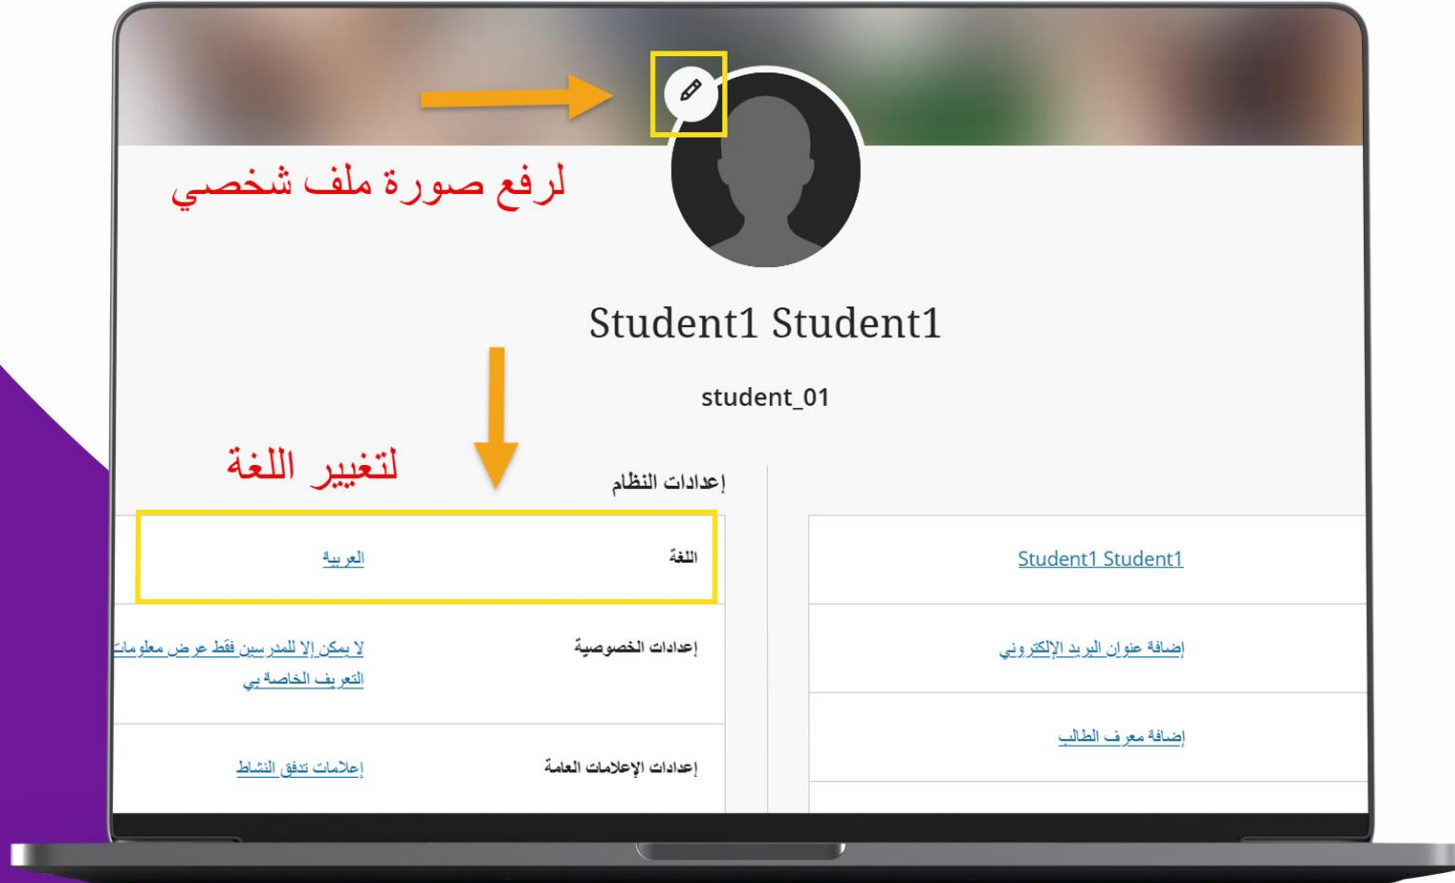 لرفع صورة ملف شخصي
Student1 Student1
student_01
لتغيير اللغة
إعدادات النظام
Student1 Student1
اللغة
العربية
إضافة عنوان البريد الإلكتروني
إعدادات الخصوصية
لا يمكن إلا للمدرسين فقط عرض معلومات
التعريف الخاصة بي
إضافة معرف الطالب
إعدادات الإعلامات العامة
إعلامات تدفق النشاط